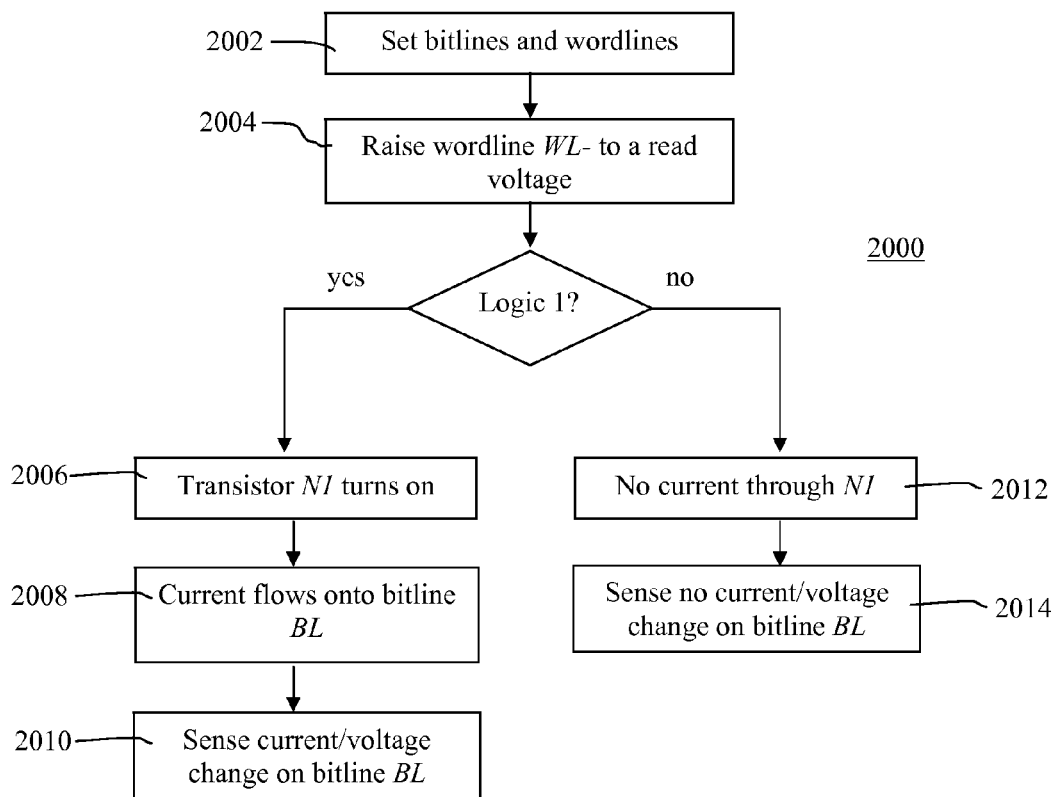 2002
Set bitlines and wordlines
2004
Raise wordline WL- to a read
voltage
2000
yes
Logic 1?
no
2006
Transistor N1 turns on
No current through N1
2012
2008
Current flows onto bitline
BL
Sense no current/voltage
change on bitline BL
2014
2010
Sense current/voltage
change on bitline BL